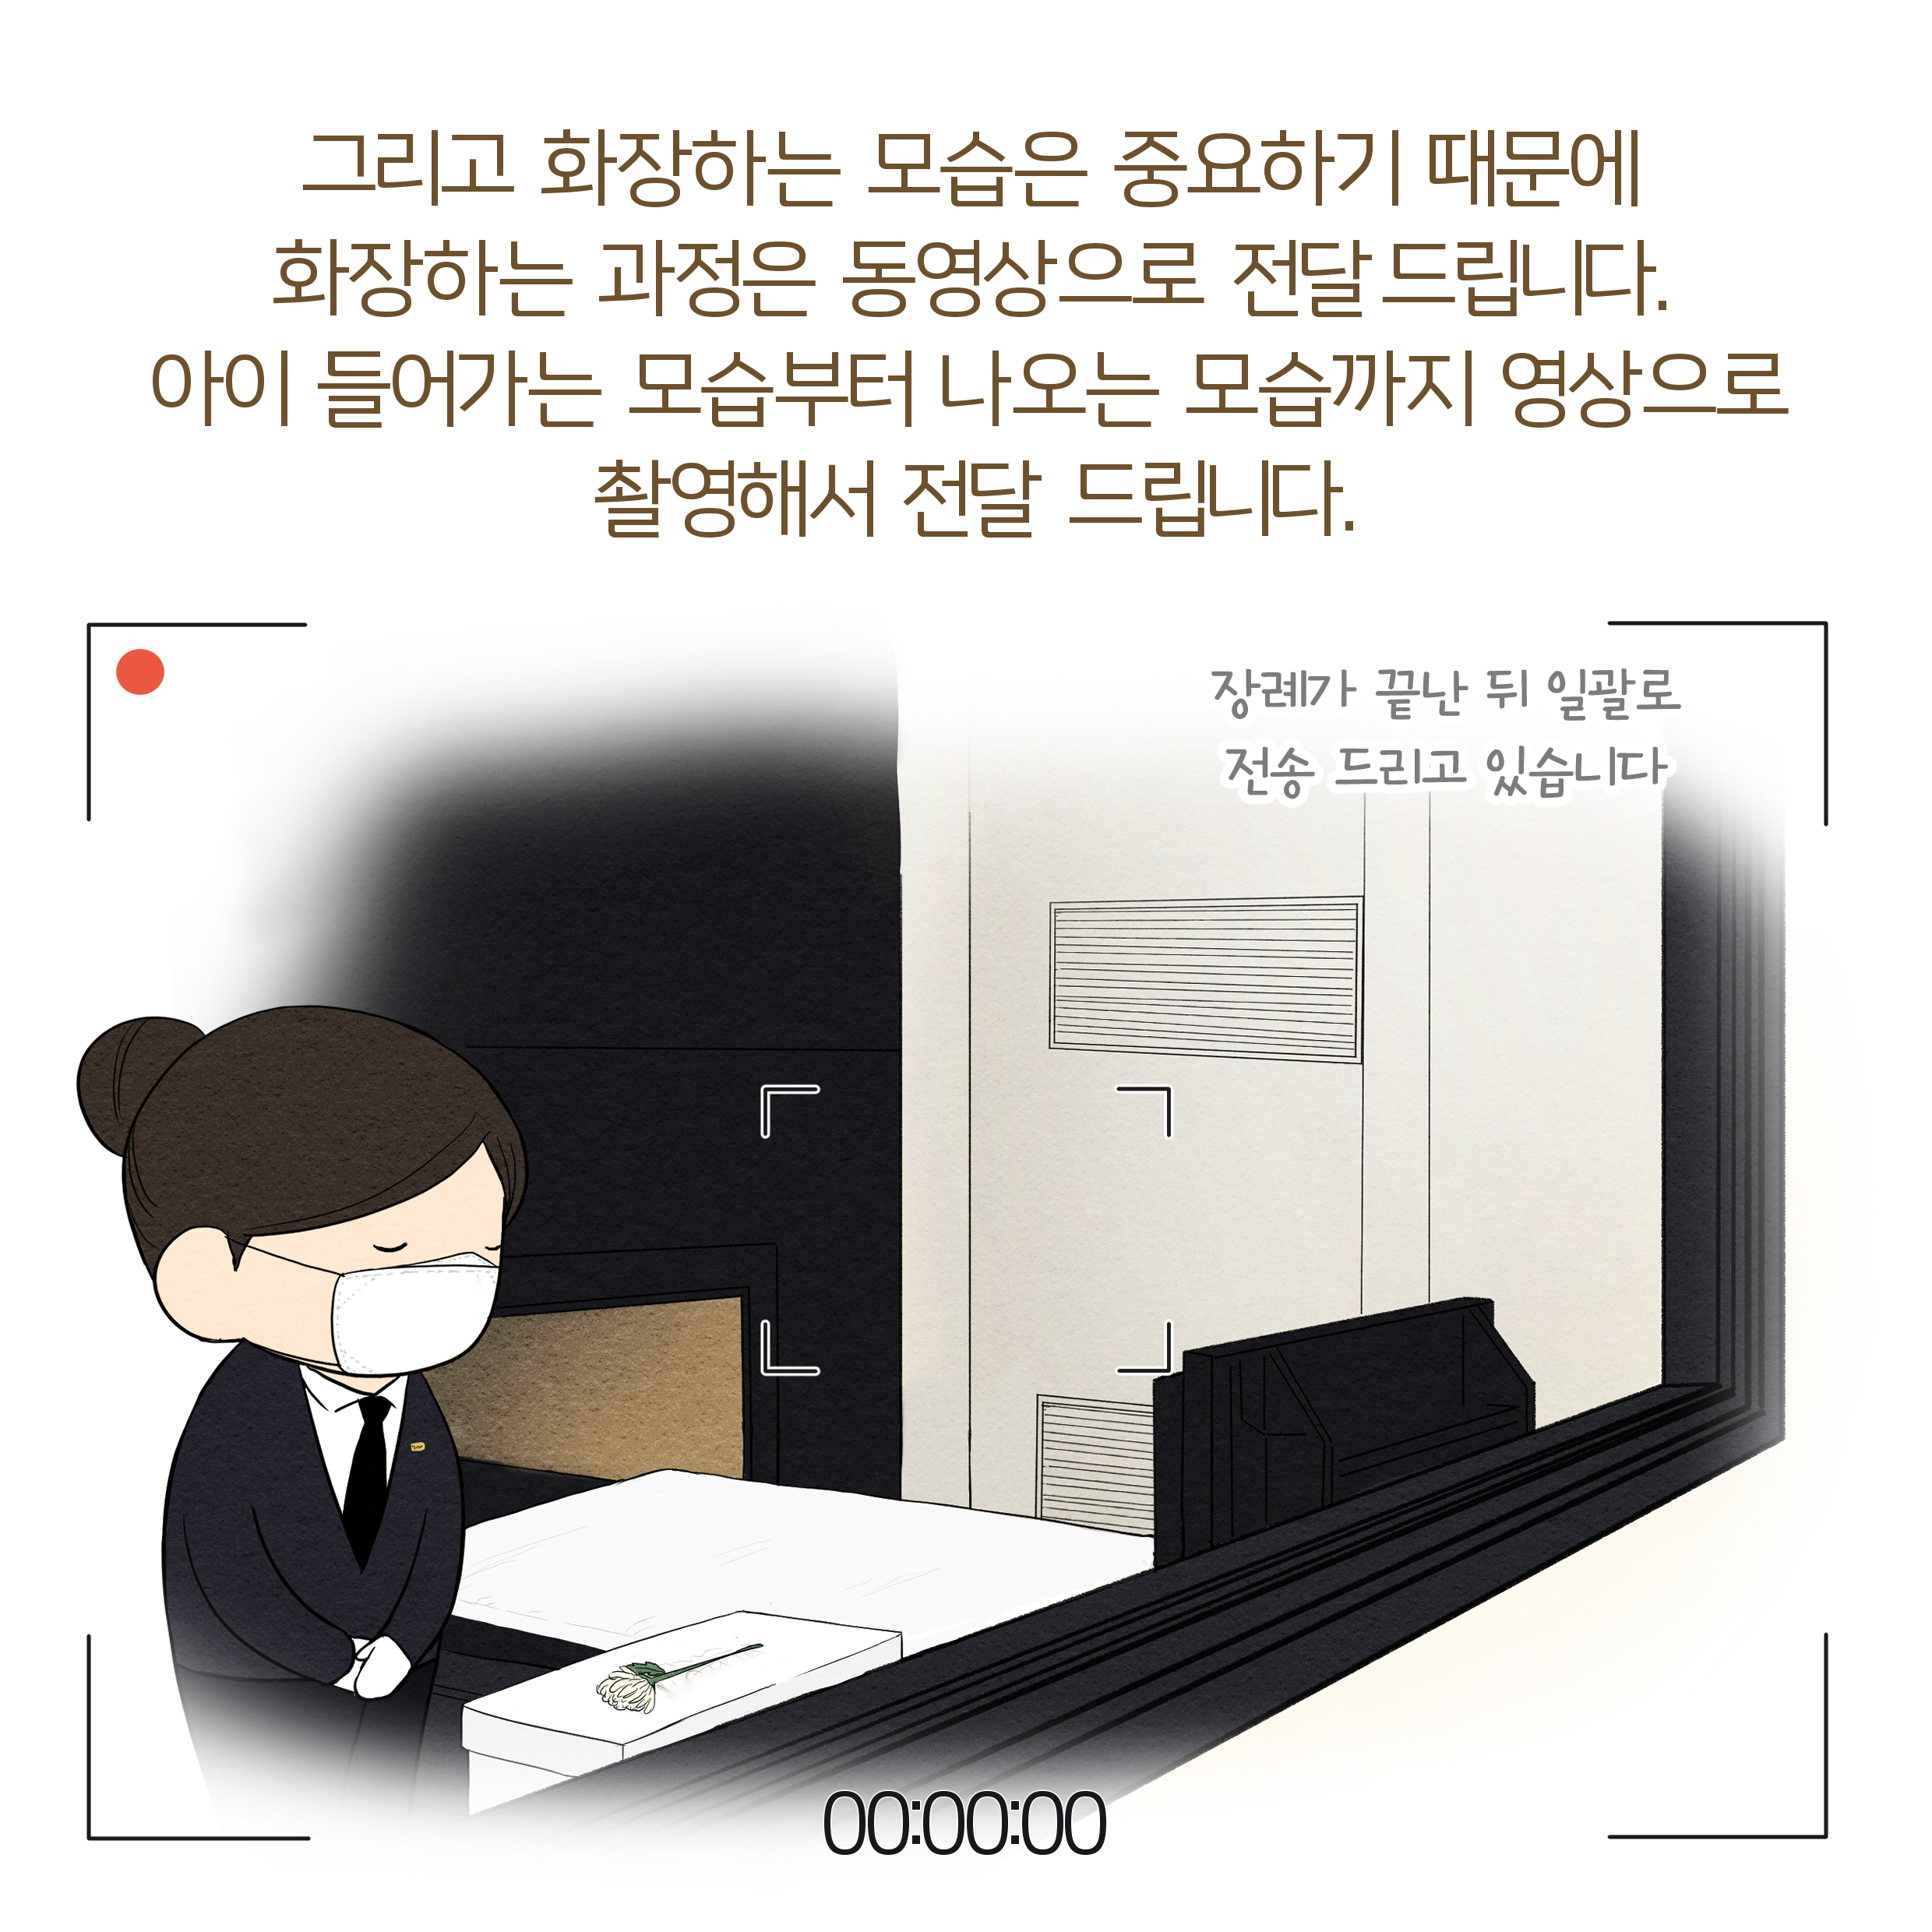 그리고 화장하는 모습은 중요하기 때문에
화장하는 과정은 동영상으로 전달 드립니다.
아이 들어가는 모습부터 나오는 모습까지 영상으로
촬영해서 전달 드립니다.
장례가 끝난 뒤 일괄로
전송 드리고 있습니다
00:00:00